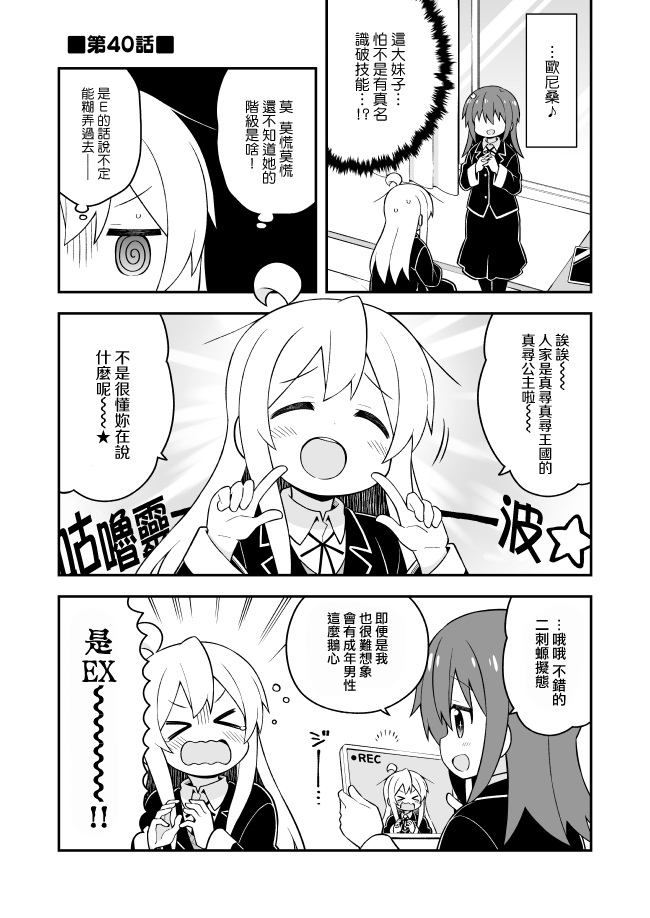 ■第40話■
…歐尼桑♪
這大妹子…
怕不是有真名
識破技能…!?
莫 莫慌莫慌
還不知道她的
階級是啥！
是E的話說不定
能糊弄過去——
誒誒~~~
人家是真尋真尋王國的
真尋公主啦~~~
不是很懂妳在說
什麼呢~~~★
咕嚕靈—
—波☆
…哦哦 不錯的
二刺螈擬態
即便是我
也很難想象
會有成年男性
這麼鵝心
ジー
●REC
是EX~~~~!!